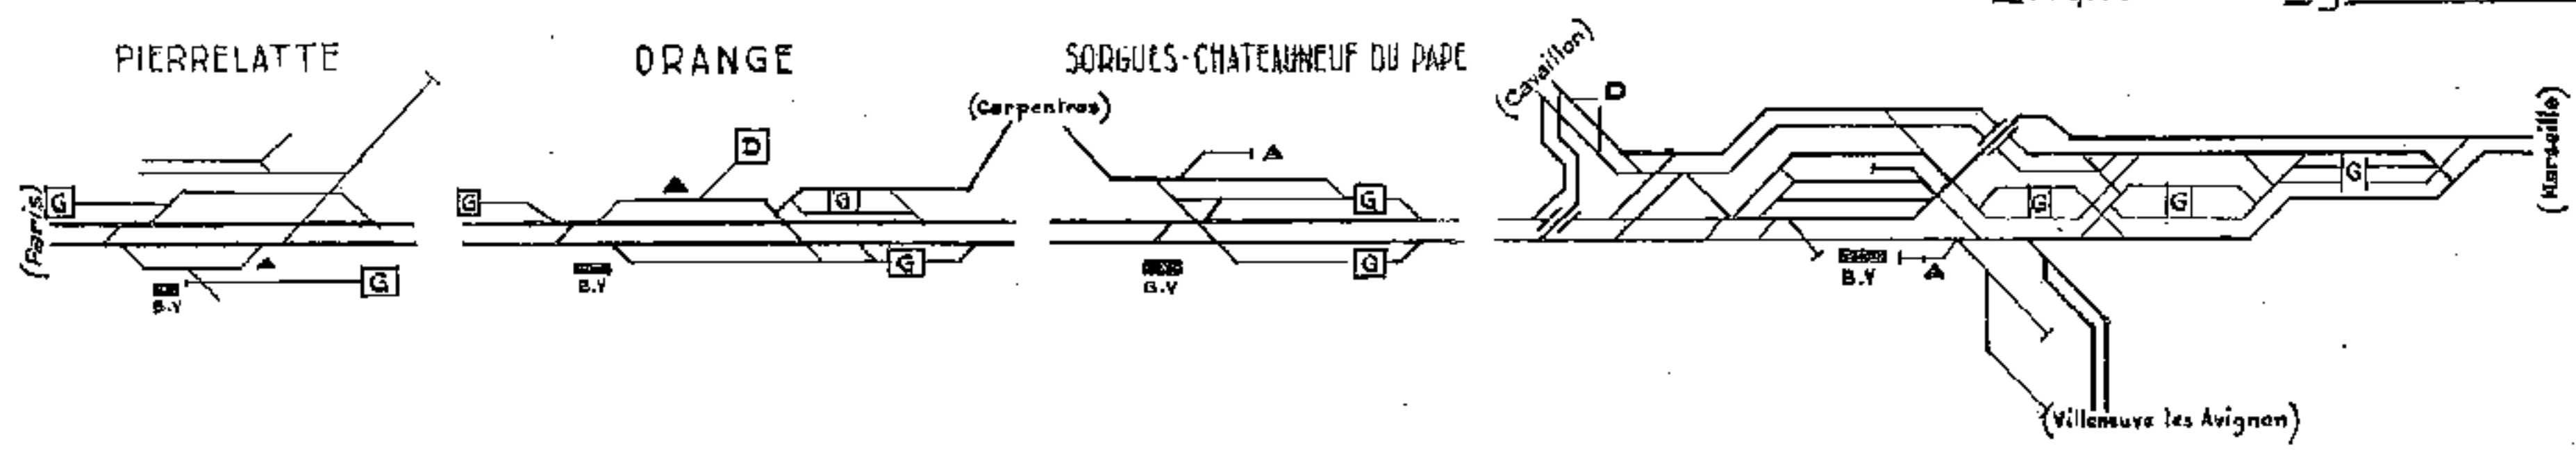 PIERRELATTE
ORANGE
SORGUES-CHATEAUNEUF DU PAPE
(Cavaillon)
D
(Carpentras)
D
A
(Marseille)
G
(Paris)
G
G
G
G
G
G
G
G
G
G
B.V
B.V
B.V
B.V
A
(Villeneuve les Avignon)